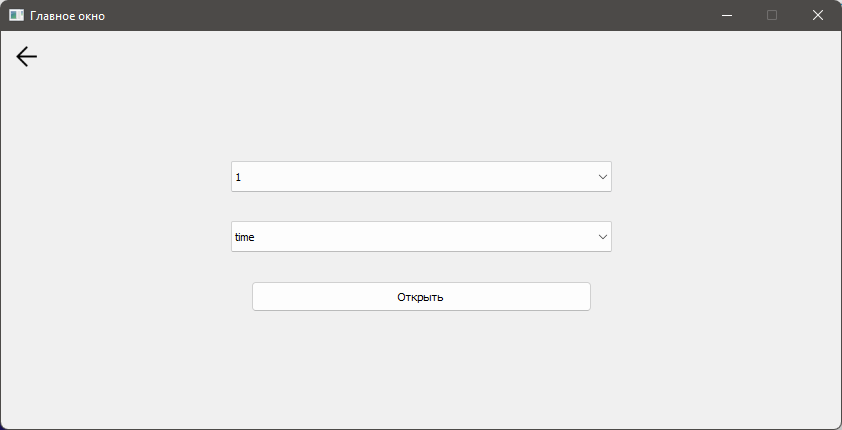 Главное окно
1
time
Открыть